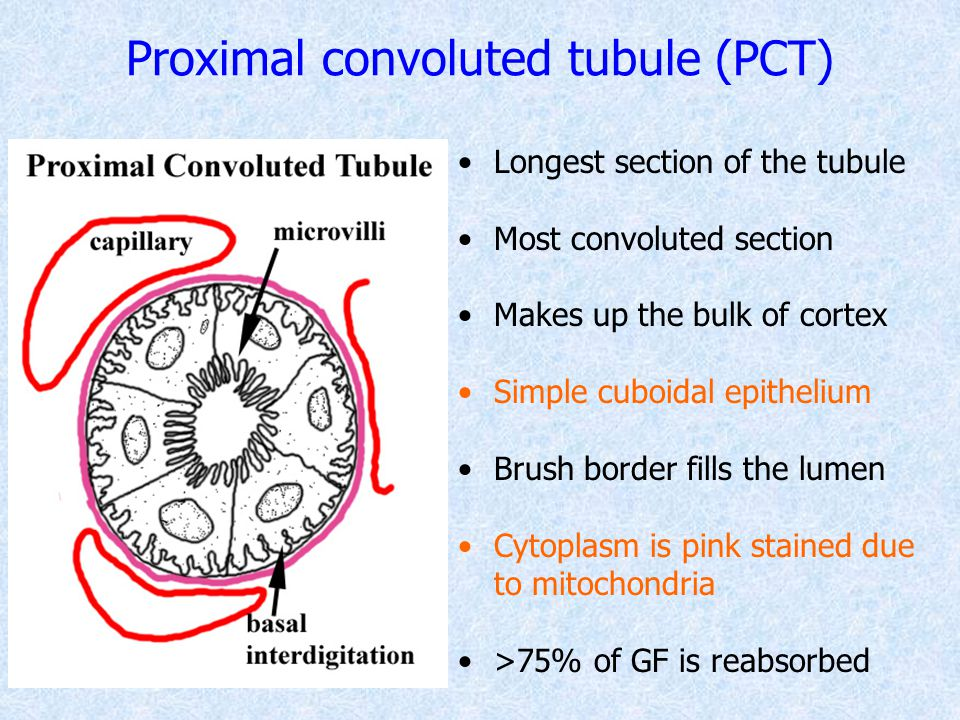 Proximal convoluted tubule (PCT)
Proximal Convoluted Tubule
capillary
microvilli
basal
interdigitation
• Longest section of the tubule
• Most convoluted section
• Makes up the bulk of cortex
• Simple cuboidal epithelium
• Brush border fills the lumen
• Cytoplasm is pink stained due
to mitochondria
• >75% of GF is reabsorbed